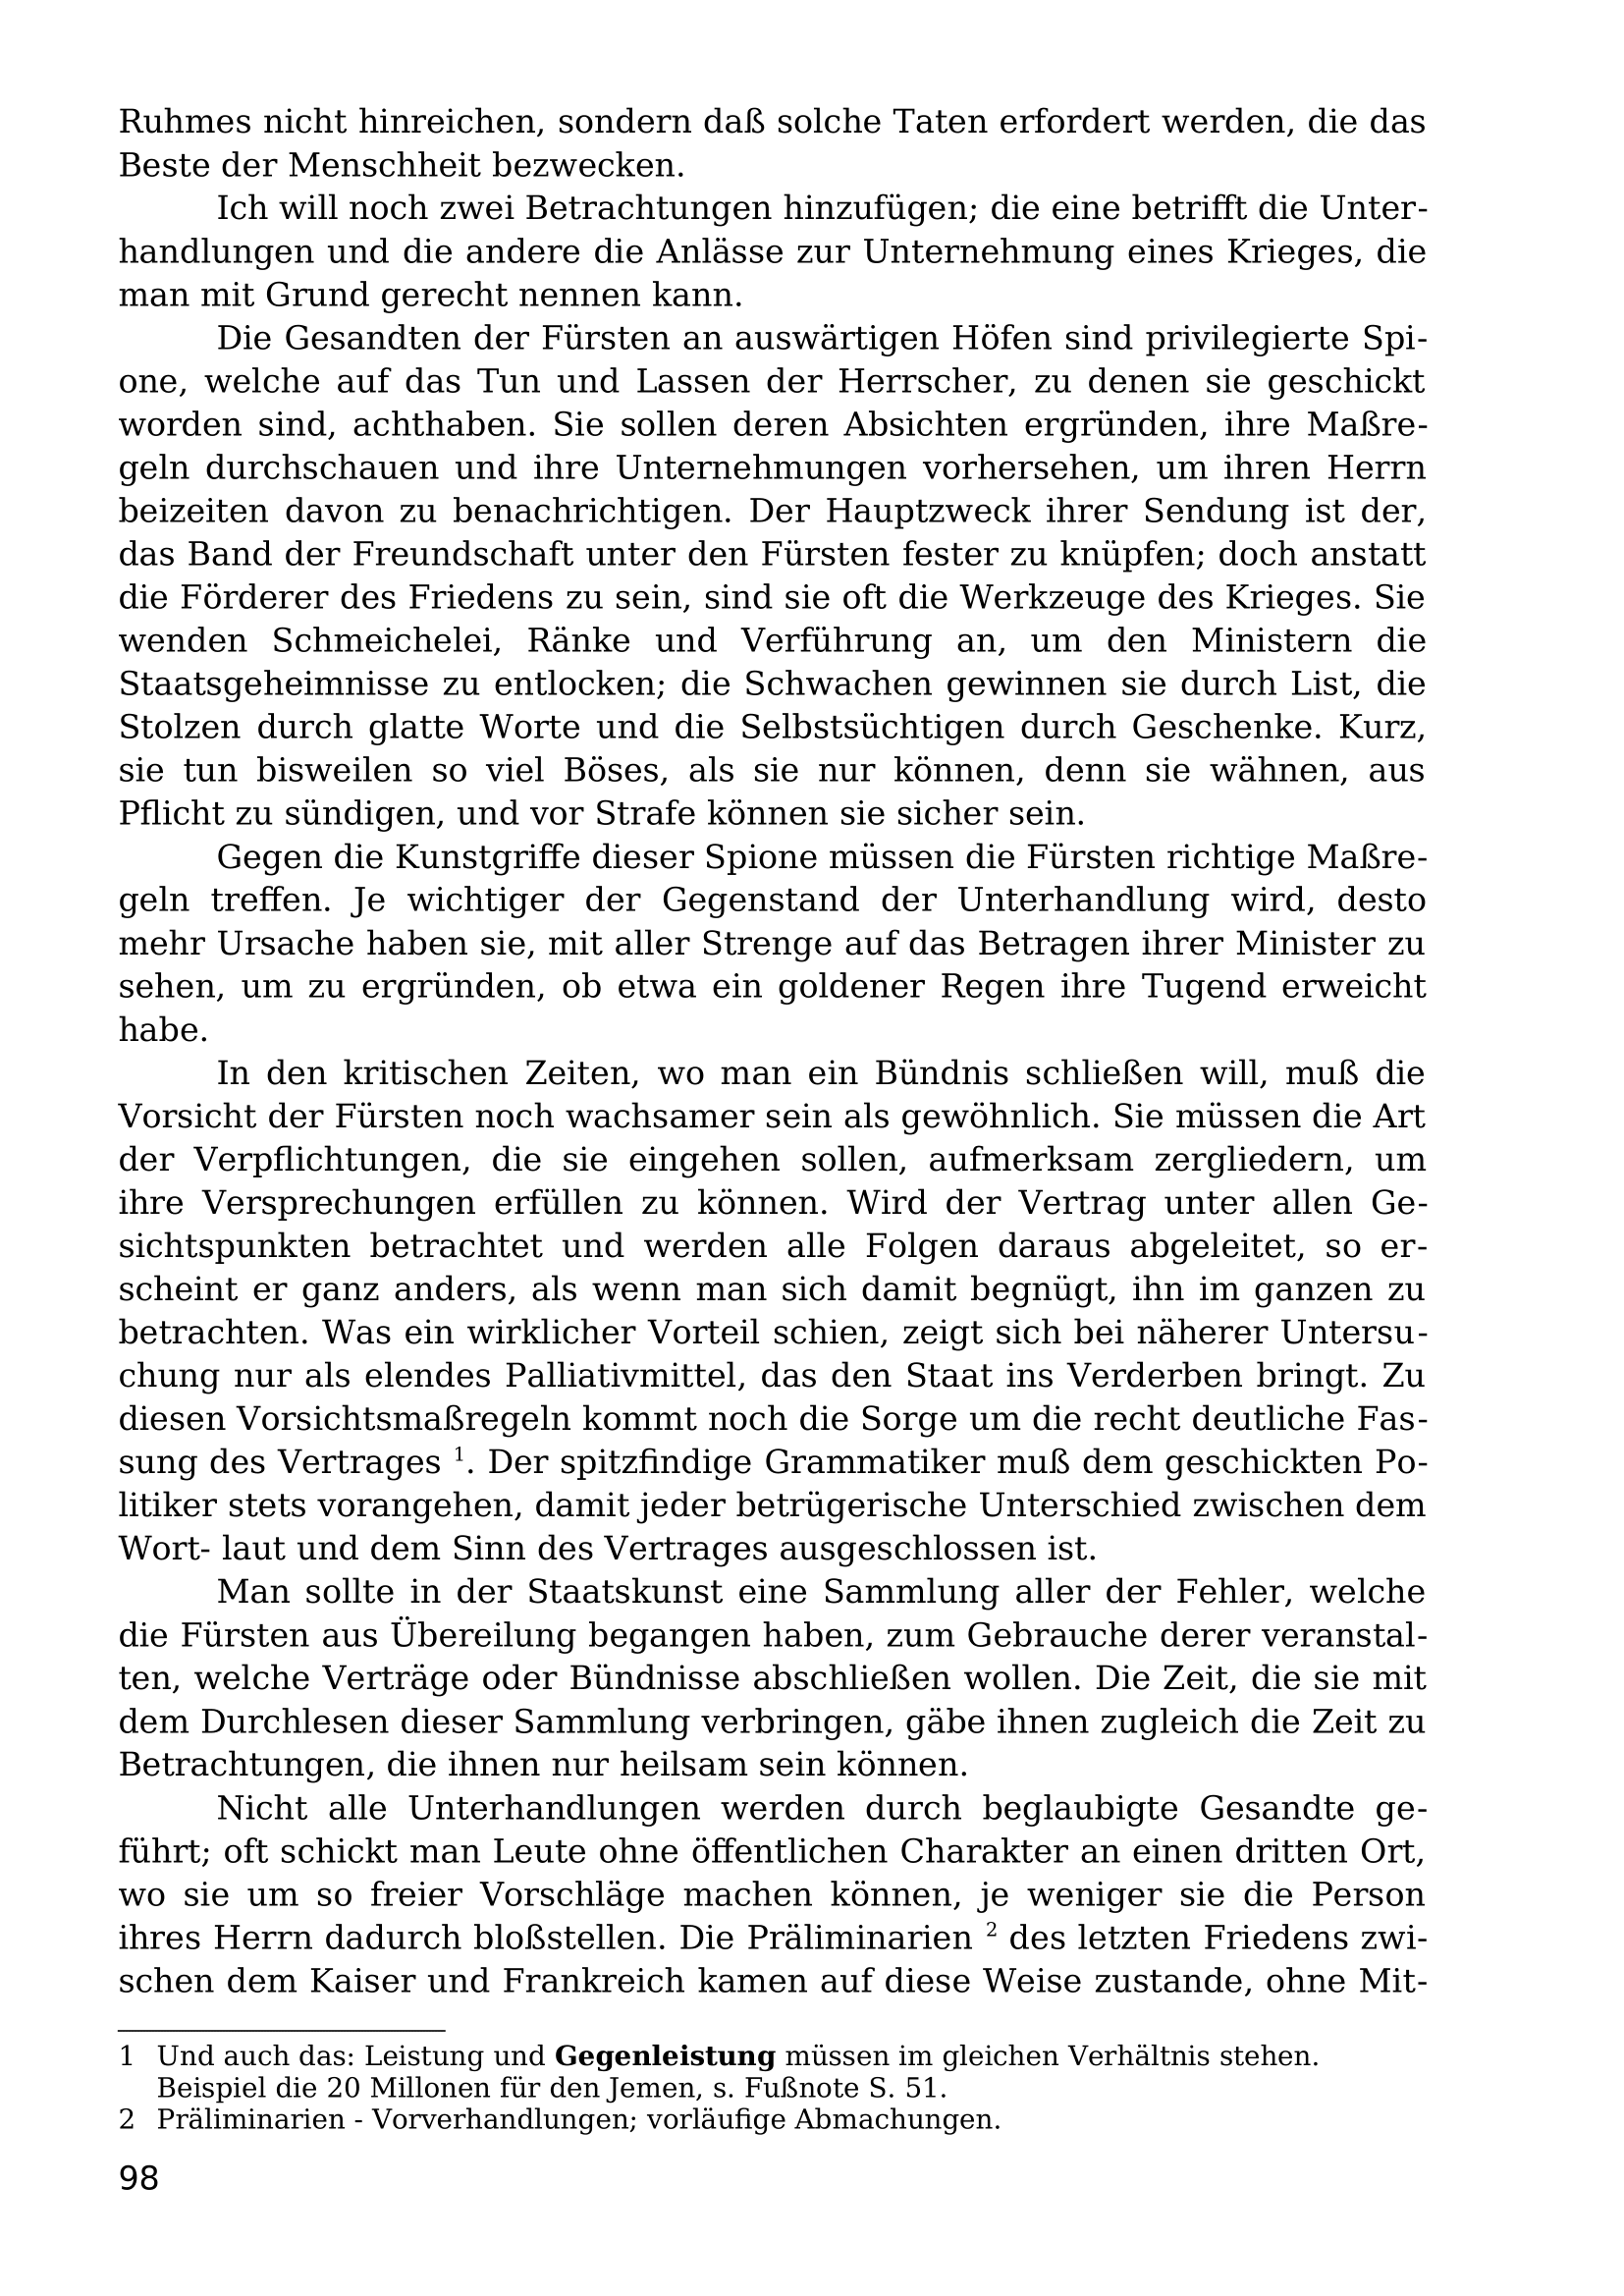 Ruhmes nicht hinreichen, sondern daß solche Taten erfordert werden, die das
Beste der Menschheit bezwecken.
Ich will noch zwei Betrachtungen hinzufügen; die eine betrifft die Unter-
handlungen und die andere die Anlässe zur Unternehmung eines Krieges, die
man mit Grund gerecht nennen kann.
Die Gesandten der Fürsten an auswärtigen Höfen sind privilegierte Spi-
one, welche auf das Tun und Lassen der Herrscher, zu denen sie geschickt
worden sind, achthaben. Sie sollen deren Absichten ergründen, ihre Maßre-
geln durchschauen und ihre Unternehmungen vorhersehen, um ihren Herrn
beizeiten davon zu benachrichtigen. Der Hauptzweck ihrer Sendung ist der,
das Band der Freundschaft unter den Fürsten fester zu knüpfen; doch anstatt
die Förderer des Friedens zu sein, sind sie oft die Werkzeuge des Krieges. Sie
wenden Schmeichelei, Ränke und Verführung an, um den Ministern die
Staatsgeheimnisse zu entlocken; die Schwachen gewinnen sie durch List, die
Stolzen durch glatte Worte und die Selbstsüchtigen durch Geschenke. Kurz,
sie tun bisweilen so viel Böses, als sie nur können, denn sie wähnen, aus
Pflicht zu sündigen, und vor Strafe können sie sicher sein.
Gegen die Kunstgriffe dieser Spione müssen die Fürsten richtige Maßre-
geln treffen. Je wichtiger der Gegenstand der Unterhandlung wird, desto
mehr Ursache haben sie, mit aller Strenge auf das Betragen ihrer Minister zu
sehen, um zu ergründen, ob etwa ein goldener Regen ihre Tugend erweicht
habe.
In den kritischen Zeiten, wo man ein Bündnis schließen will, muß die
Vorsicht der Fürsten noch wachsamer sein als gewöhnlich. Sie müssen die Art
der Verpflichtungen, die sie eingehen sollen, aufmerksam zergliedern, um
ihre Versprechungen erfüllen zu können. Wird der Vertrag unter allen Ge-
sichtspunkten betrachtet und werden alle Folgen daraus abgeleitet, so er-
scheint er ganz anders, als wenn man sich damit begnügt, ihn im ganzen zu
betrachten. Was ein wirklicher Vorteil schien, zeigt sich bei näherer Untersu-
chung nur als elendes Palliativmittel, das den Staat ins Verderben bringt. Zu
diesen Vorsichtsmaßregeln kommt noch die Sorge um die recht deutliche Fas-
sung des Vertrages 1. Der spitzfindige Grammatiker muß dem geschickten Po-
litiker stets vorangehen, damit jeder betrügerische Unterschied zwischen dem
Wort- laut und dem Sinn des Vertrages ausgeschlossen ist.
Man sollte in der Staatskunst eine Sammlung aller der Fehler, welche
die Fürsten aus Übereilung begangen haben, zum Gebrauche derer veranstal-
ten, welche Verträge oder Bündnisse abschließen wollen. Die Zeit, die sie mit
dem Durchlesen dieser Sammlung verbringen, gäbe ihnen zugleich die Zeit zu
Betrachtungen, die ihnen nur heilsam sein können.
Nicht alle Unterhandlungen werden durch beglaubigte Gesandte ge-
führt; oft schickt man Leute ohne öffentlichen Charakter an einen dritten Ort,
wo sie um so freier Vorschläge machen können, je weniger sie die Person
ihres Herrn dadurch bloßstellen. Die Präliminarien 2 des letzten Friedens zwi-
schen dem Kaiser und Frankreich kamen auf diese Weise zustande, ohne Mit-
1 Und auch das: Leistung und Gegenleistung müssen im gleichen Verhältnis stehen.
Beispiel die 20 Millonen für den Jemen, s. Fußnote S. 51.
2 Präliminarien - Vorverhandlungen; vorläufige Abmachungen.
98